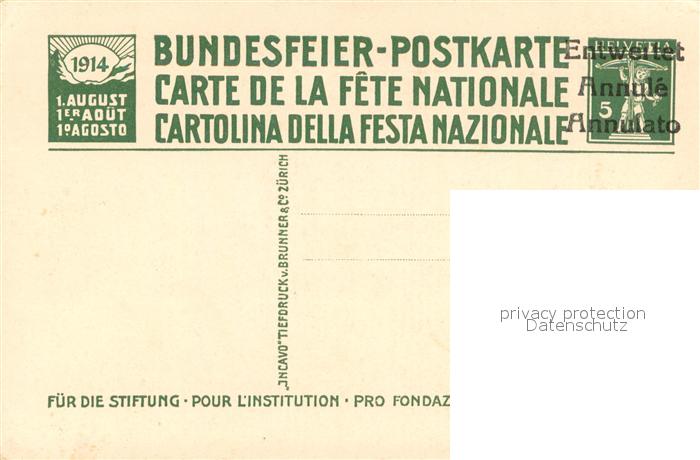 1914
1. AUGUST
1ER AOÛT
1º AGOSTO
BUNDESFEIER-POSTKARTE
CARTE DE LA FÊTE NATIONALE
CARTOLINA DELLA FESTA NAZIONALE
HELVETIA
5
Entwertet
Annulé
Annulato
„INCAVO" TIEFDRUCK v. BRUNNER & Cº ZÜRICH
privacy protection
Datenschutz
FÜR DIE STIFTUNG · POUR L'INSTITUTION · PRO FONDAZ